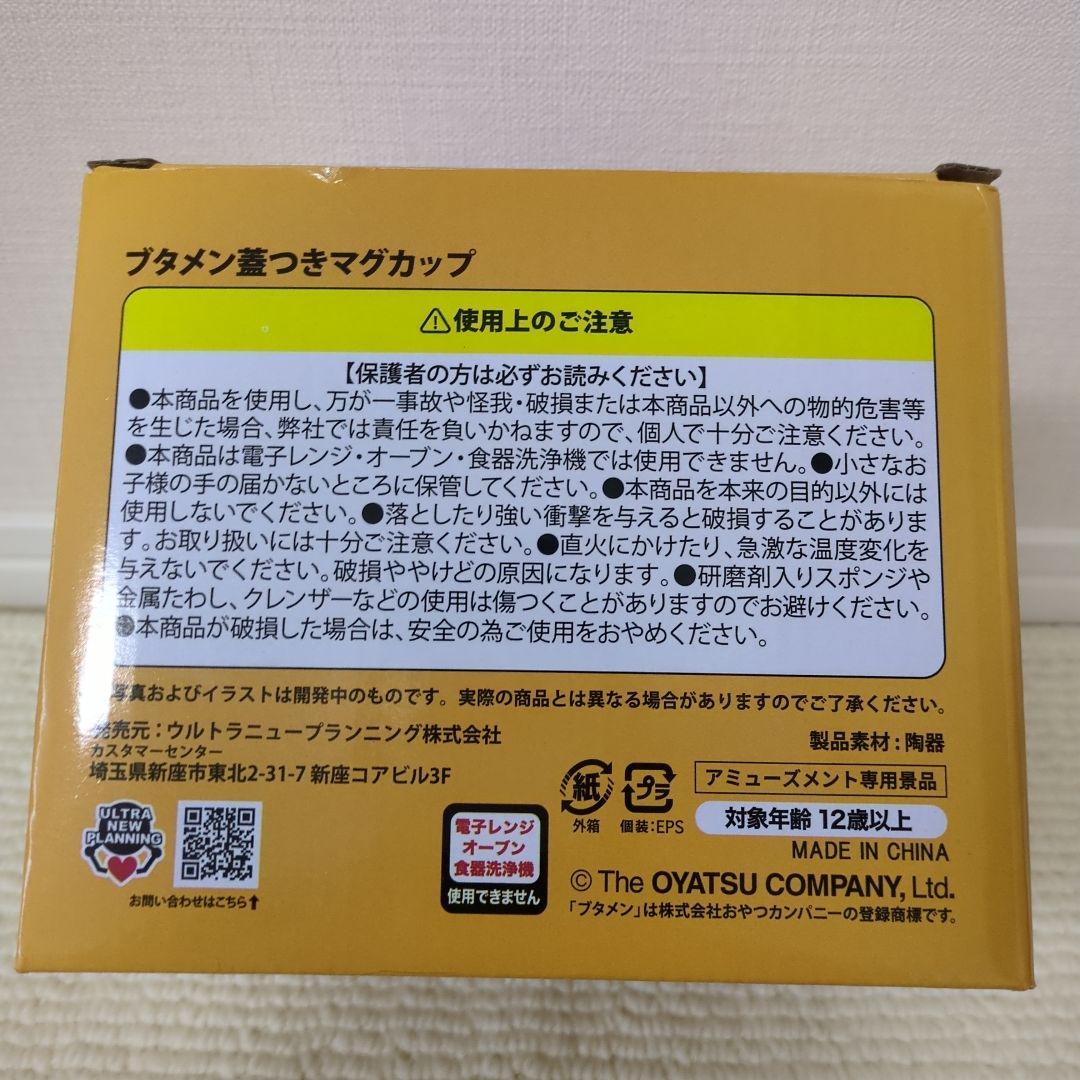 ブタメン蓋つきマグカップ
⚠使用上のご注意
【保護者の方は必ずお読みください】
●本商品を使用し、万が一事故や怪我・破損または本商品以外への物的危害等
を生じた場合、弊社では責任を負いかねますので、個人で十分ご注意ください。
●本商品は電子レンジ・オーブン・食器洗浄機では使用できません。●小さなお
子様の手の届かないところに保管してください。●本商品を本来の目的以外には
使用しないでください。●落としたり強い衝撃を与えると破損することがありま
す。お取り扱いには十分ご注意ください。●直火にかけたり、急激な温度変化を
与えないでください。破損ややけどの原因になります。●研磨剤入りスポンジや
金属たわし、クレンザーなどの使用は傷つくことがありますのでお避けください。
●本商品が破損した場合は、安全の為ご使用をおやめください。
写真およびイラストは開発中のものです。実際の商品とは異なる場合がありますのでご了承ください。
発売元：ウルトラニュープランニング株式会社
カスタマーセンター
埼玉県新座市東北2-31-7 新座コアビル3F
製品素材：陶器
ULTRA
NEW
PLANNING
お問い合わせはこちら↑
電子レンジ
オーブン
食器洗浄機
使用できません
紙
外箱
プラ
個装：EPS
アミューズメント専用景品
対象年齢 12歳以上
MADE IN CHINA
© The OYATSU COMPANY, Ltd.
「ブタメン」は株式会社おやつカンパニーの登録商標です。